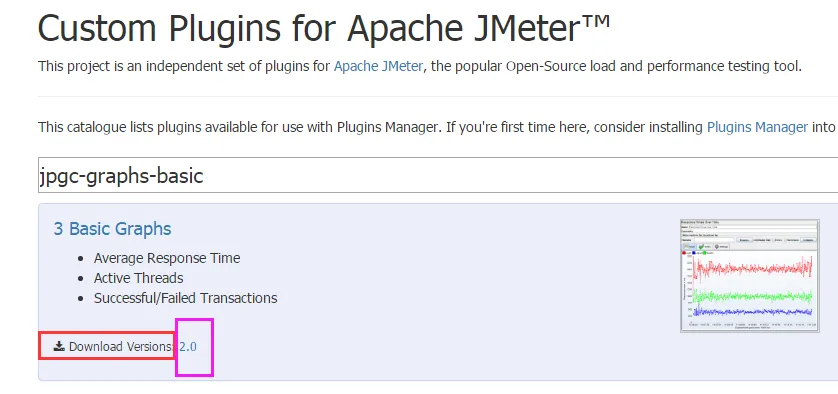 Custom Plugins for Apache JMeter™
This project is an independent set of plugins for Apache JMeter, the popular Open-Source load and performance testing tool.
This catalogue lists plugins available for use with Plugins Manager. If you're first time here, consider installing Plugins Manager into
jpgc-graphs-basic
3 Basic Graphs
Average Response Time
Active Threads
Successful/Failed Transactions
Download Versions: 2.0